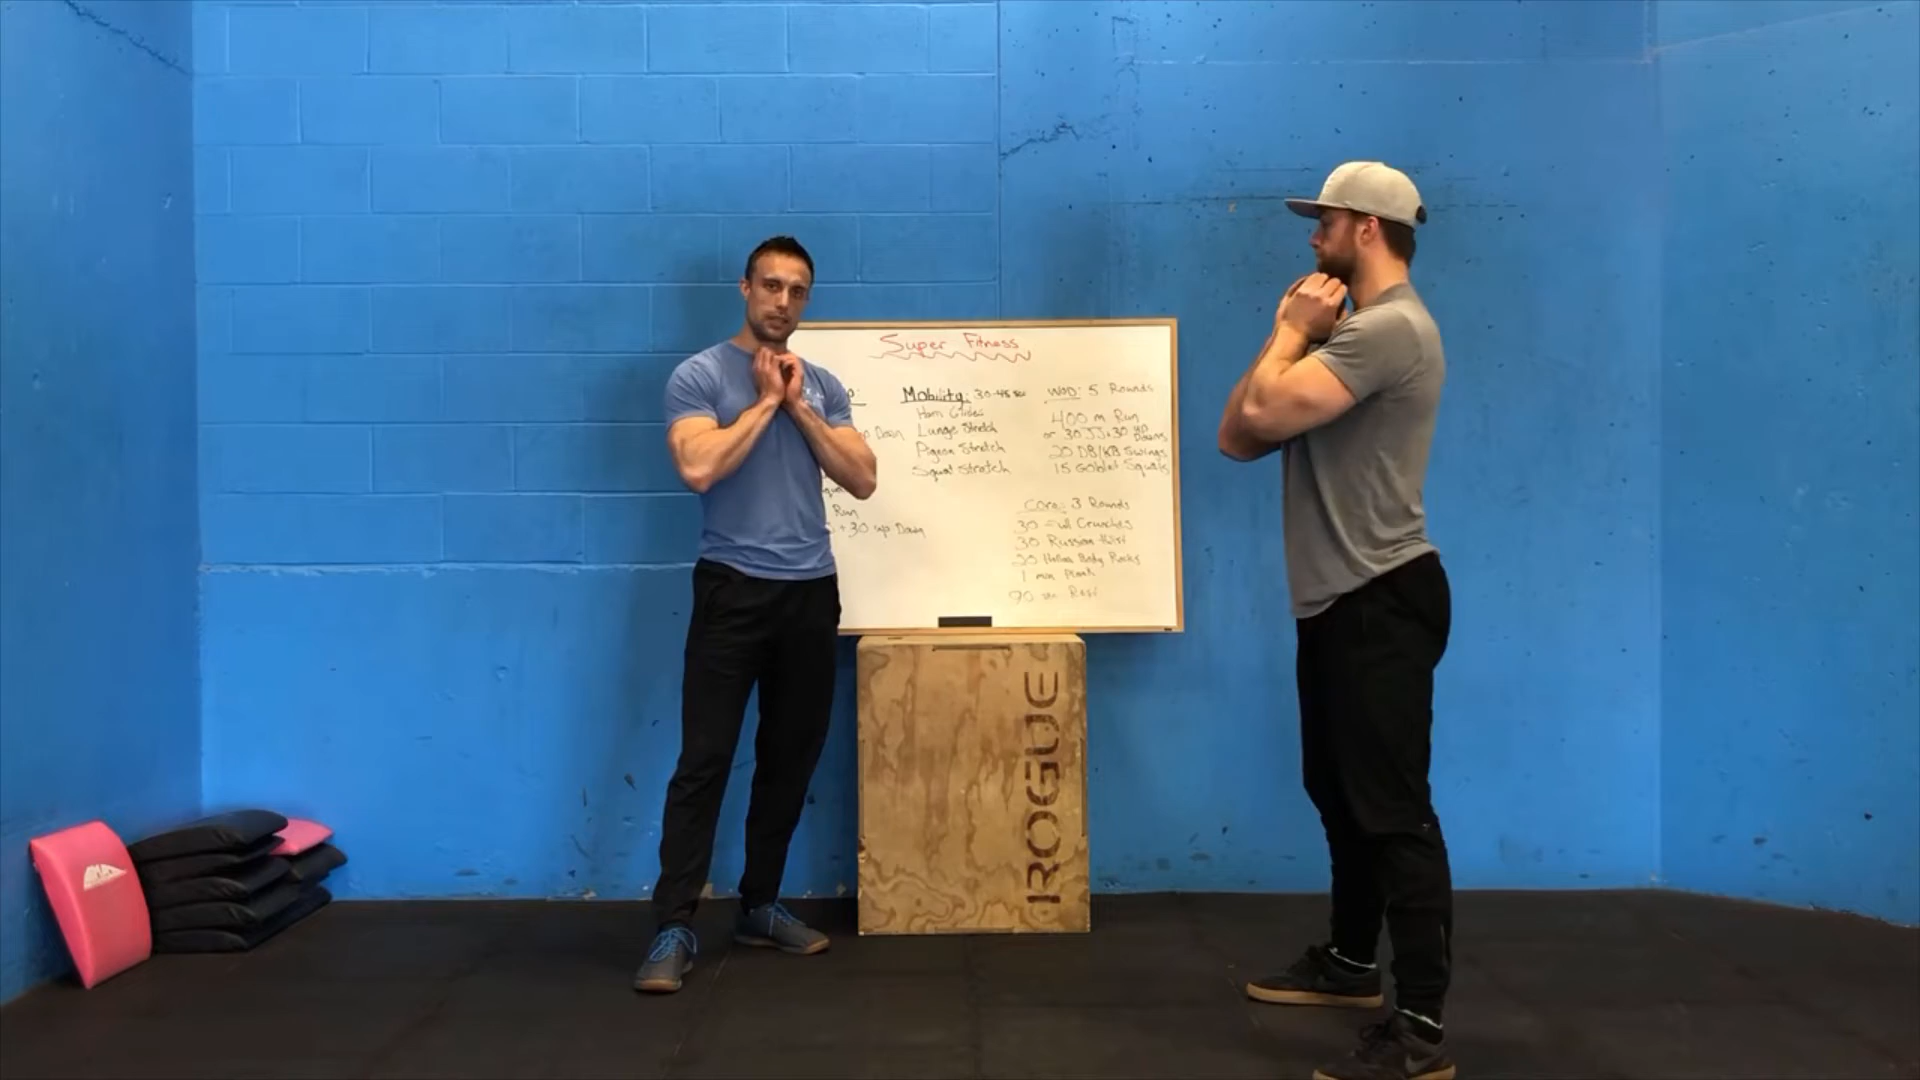 Super Fitness
p:
Mobility: 30-45 sec
Ham Glides
Lunge Stretch
Pigeon Stretch
Squat Stretch
WOD: 5 Rounds
400 m Run
or 30 JJ + 30 Up Downs
20 DB/KB Swings
15 Goblet Squats
Down
Run
+ 30 up Down
Core: 3 Rounds
30 Full Crunches
30 Russian Twist
20 Hollow Body Rocks
1 min Plank
90 sec Rest
ROGUE